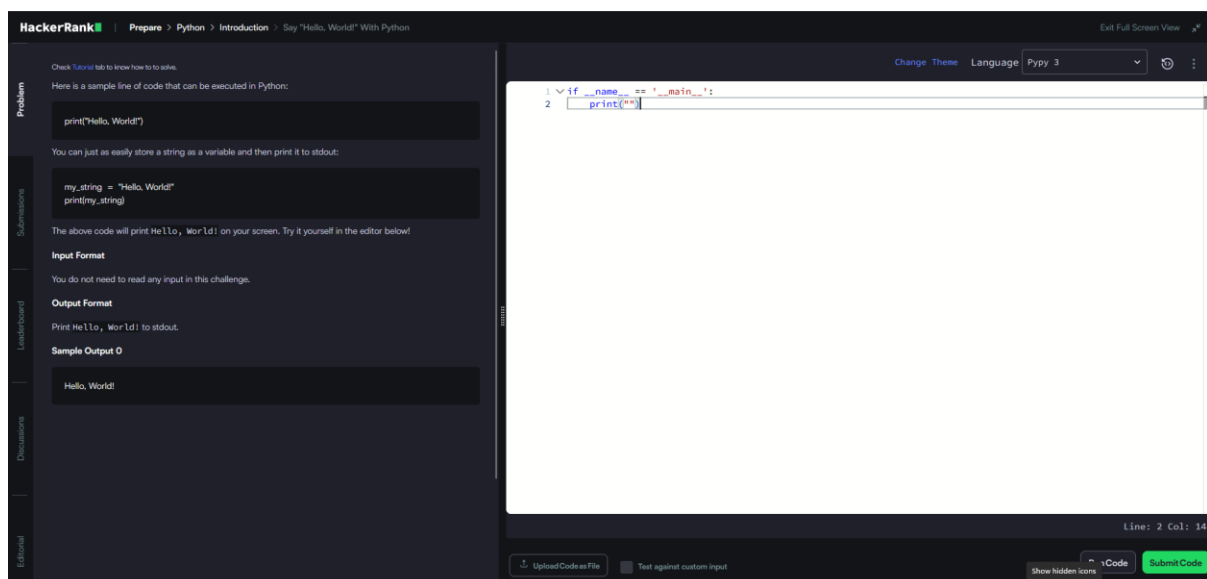 HackerRank | Prepare > Python > Introduction > Say "Hello, World!" With Python
Exit Full Screen View
Problem
Submissions
Leaderboard
Discussions
Editorial
Check Tutorial tab to know how to to solve.
Here is a sample line of code that can be executed in Python:
print("Hello, World!")
You can just as easily store a string as a variable and then print it to stdout:
my_string = "Hello, World!"
print(my_string)
The above code will print Hello, World! on your screen. Try it yourself in the editor below!
Input Format
You do not need to read any input in this challenge.
Output Format
Print Hello, World! to stdout.
Sample Output 0
Hello, World!
Change Theme Language Pypy 3
1 if __name__ == '__main__':
2 print("")
Line: 2 Col: 14
Upload Code as File
Test against custom input
Code
Show hidden icons
Submit Code